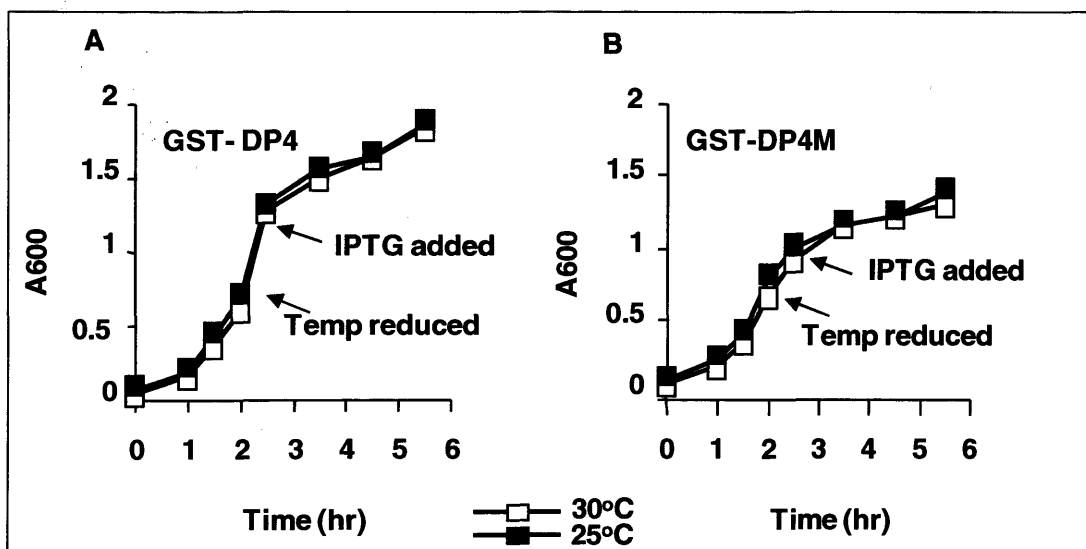 A
GST- DP4
2
1.5
1
0.5
0
A600
IPTG added
Temp reduced
0 1 2 3 4 5 6
Time (hr)
B
GST-DP4M
2
1.5
1
0.5
0
A600
IPTG added
Temp reduced
0 1 2 3 4 5 6
Time (hr)
30°C
25°C